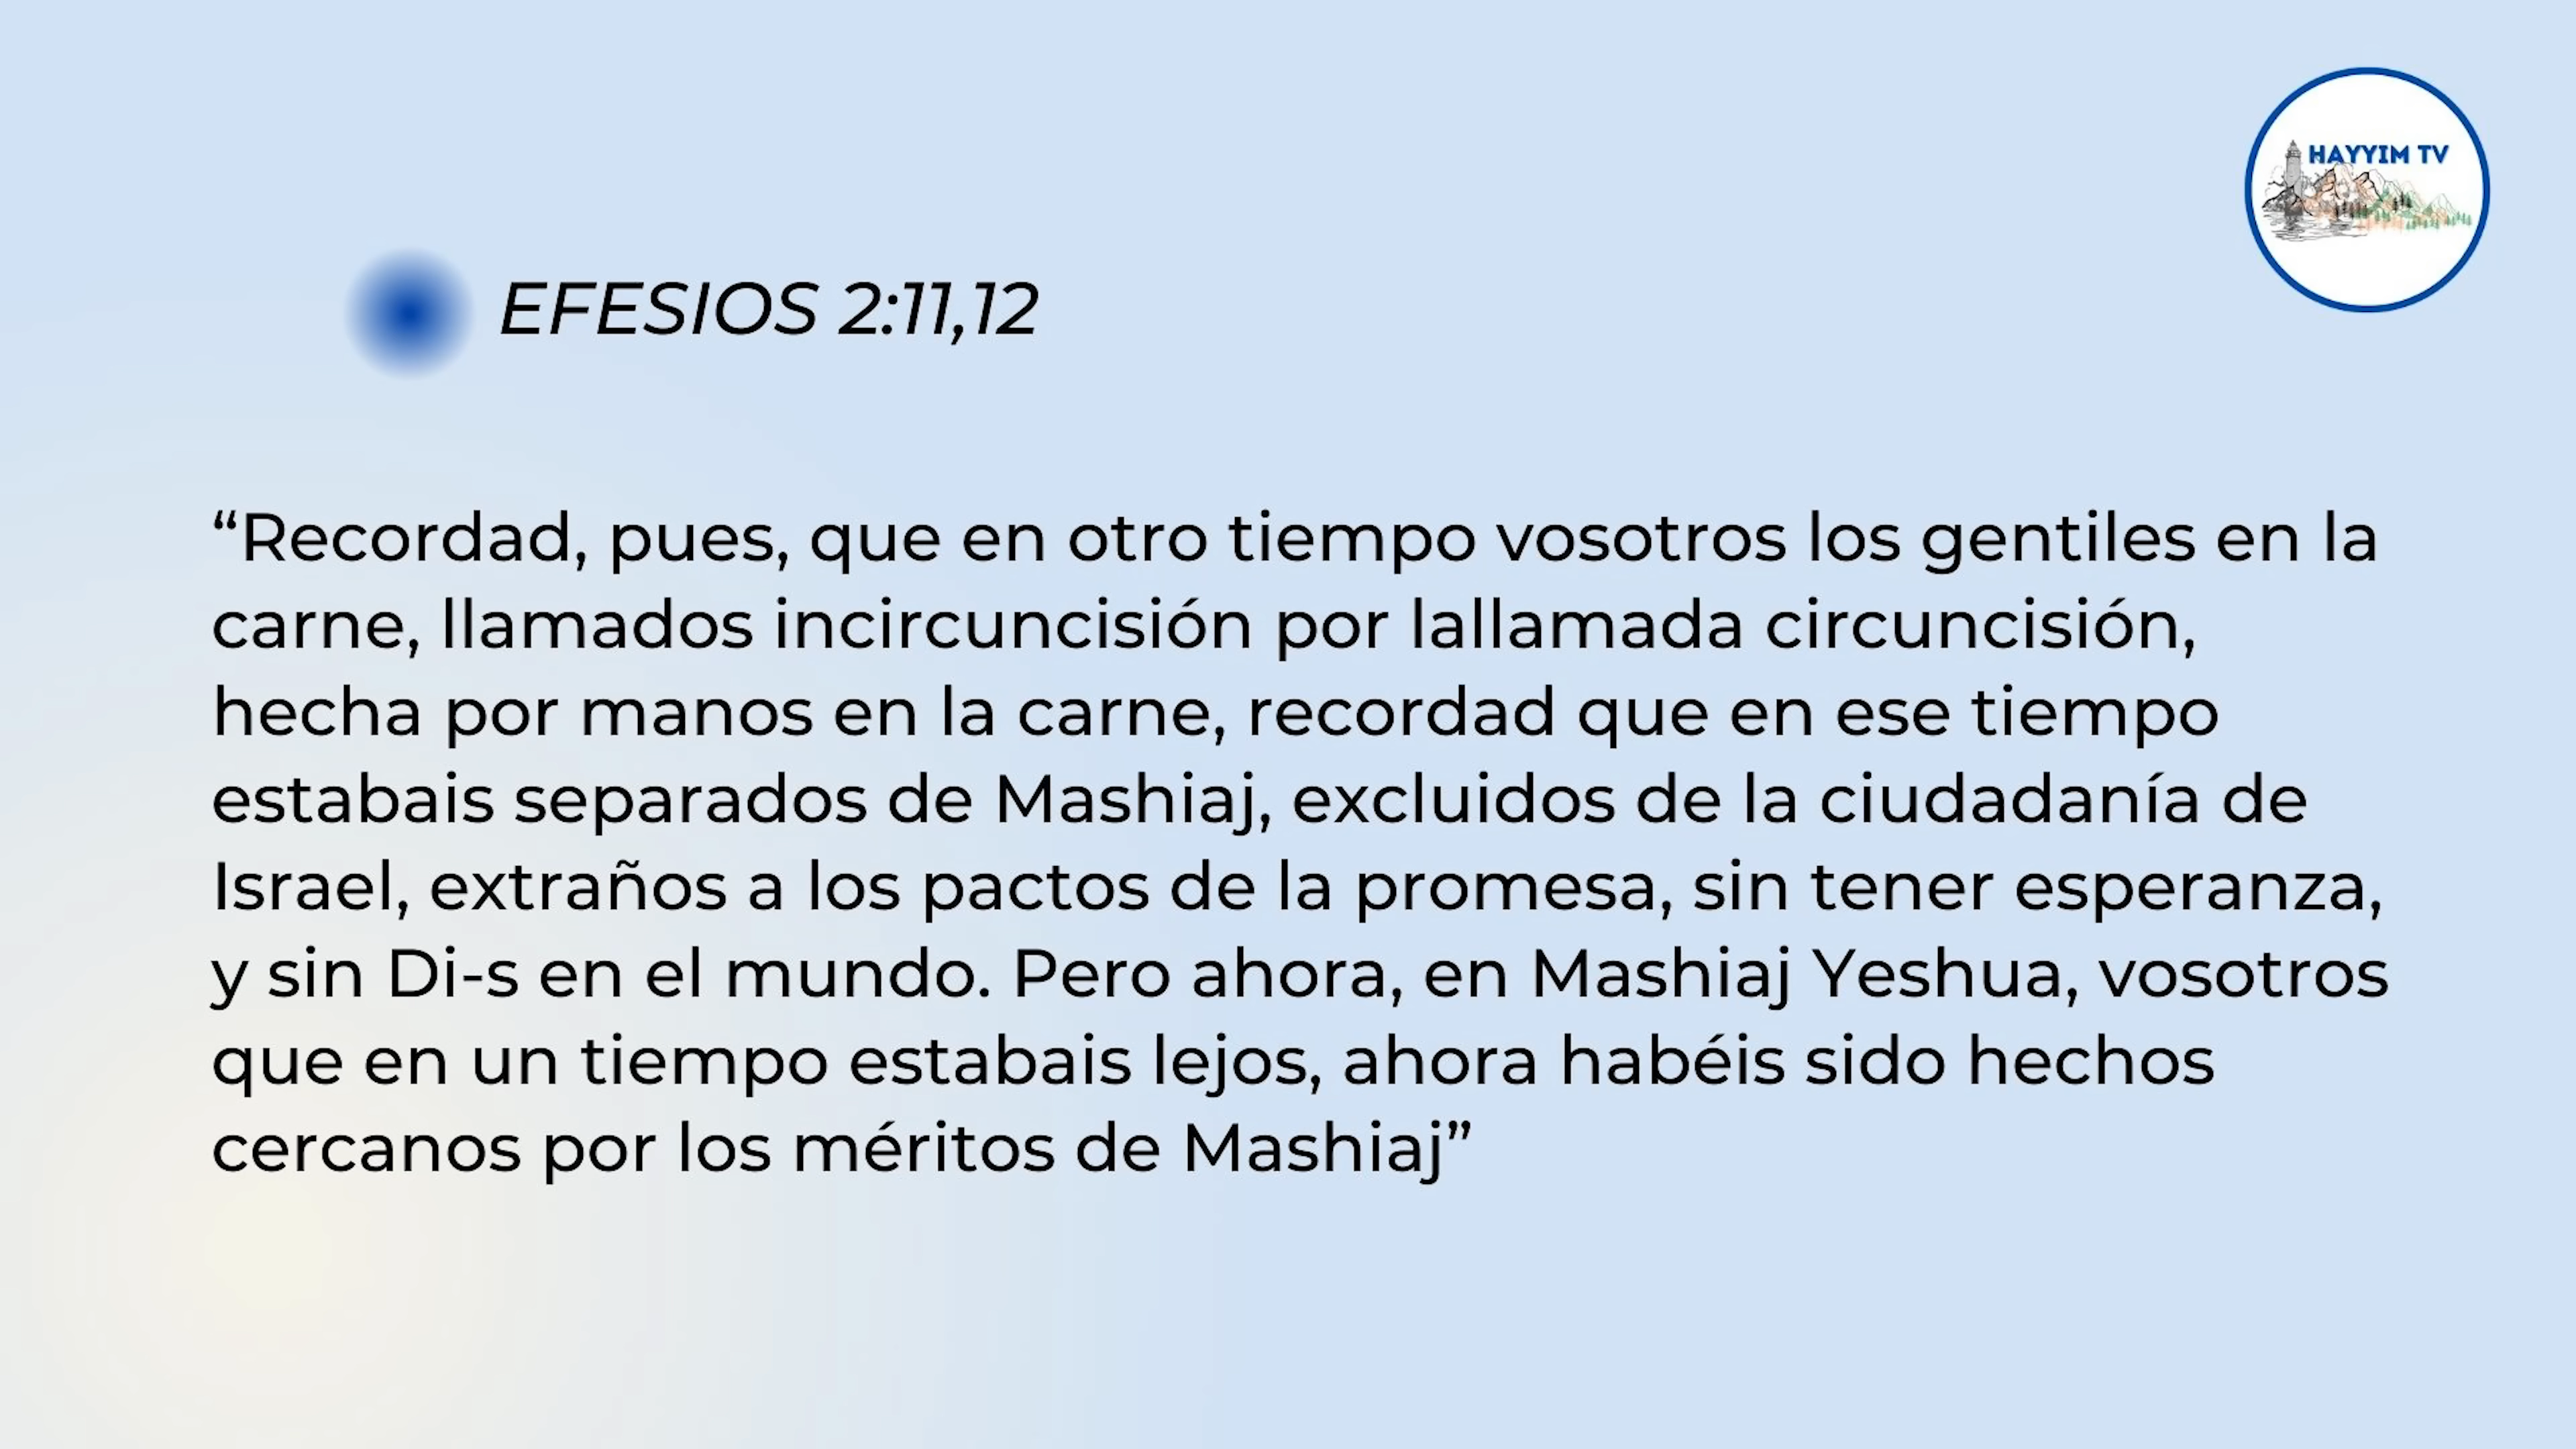 HAYYIM TV
EFESIOS 2:11,12
“Recordad, pues, que en otro tiempo vosotros los gentiles en la
carne, llamados incircuncisión por lallamada circuncisión,
hecha por manos en la carne, recordad que en ese tiempo
estabais separados de Mashiaj, excluidos de la ciudadanía de
Israel, extraños a los pactos de la promesa, sin tener esperanza,
y sin Di-s en el mundo. Pero ahora, en Mashiaj Yeshua, vosotros
que en un tiempo estabais lejos, ahora habéis sido hechos
cercanos por los méritos de Mashiaj”